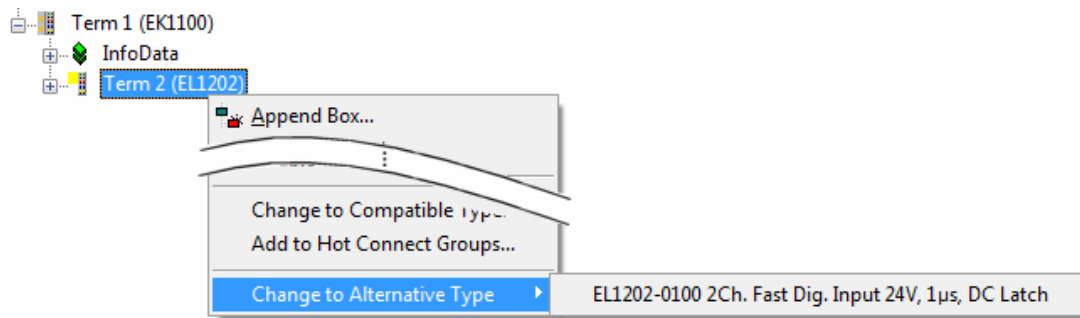 Term 1 (EK1100)
InfoData
Term 2 (EL1202)
Append Box...
Change to Compatible
Add to Hot Connect Groups...
Change to Alternative Type
EL1202-0100 2Ch. Fast Dig. Input 24V, 1µs, DC Latch